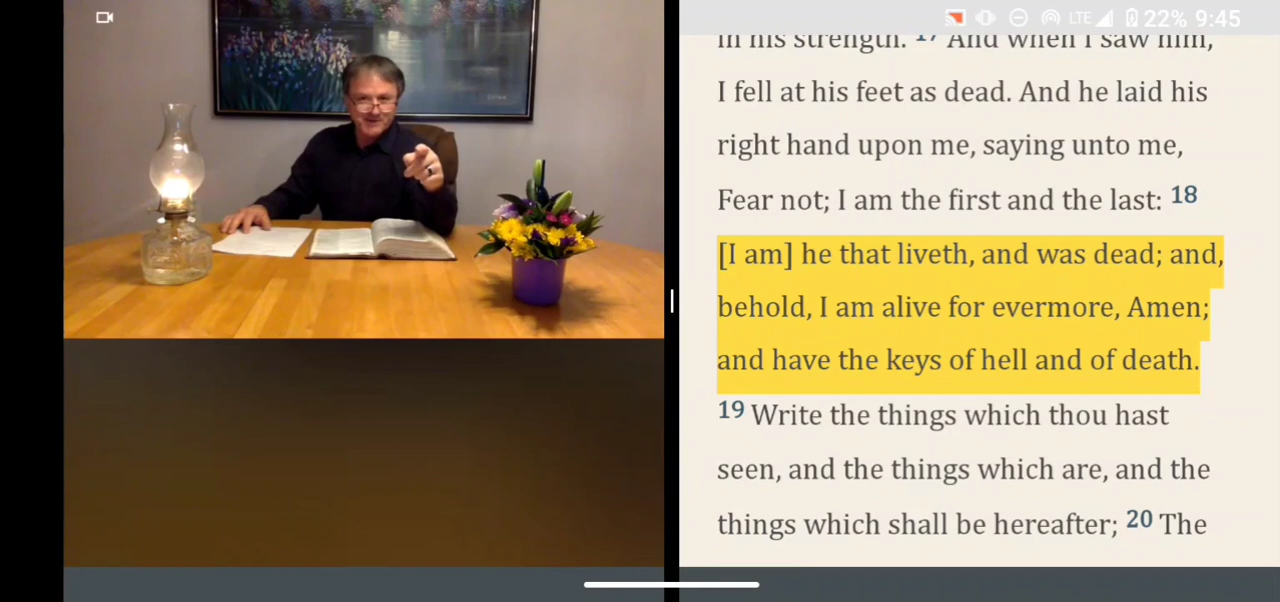 LTE 22% 9:45
in his strength. 17 And when I saw him,
I fell at his feet as dead. And he laid his
right hand upon me, saying unto me,
Fear not; I am the first and the last: 18
[I am] he that liveth, and was dead; and,
behold, I am alive for evermore, Amen;
and have the keys of hell and of death.
19 Write the things which thou hast
seen, and the things which are, and the
things which shall be hereafter; 20 The